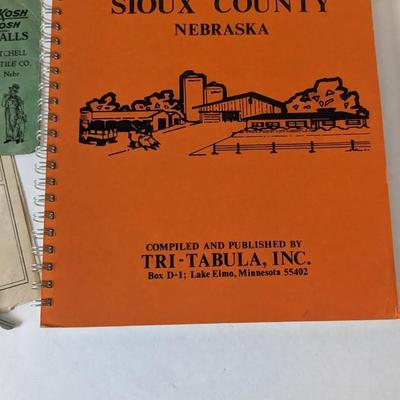 KOSH
OSH
ALLS
TCHELL
TILE CO.
Nebr.
SIOUX COUNTY
NEBRASKA
COMPILED AND PUBLISHED BY
TRI-TABULA, INC.
Box D-1; Lake Elmo, Minnesota 55402